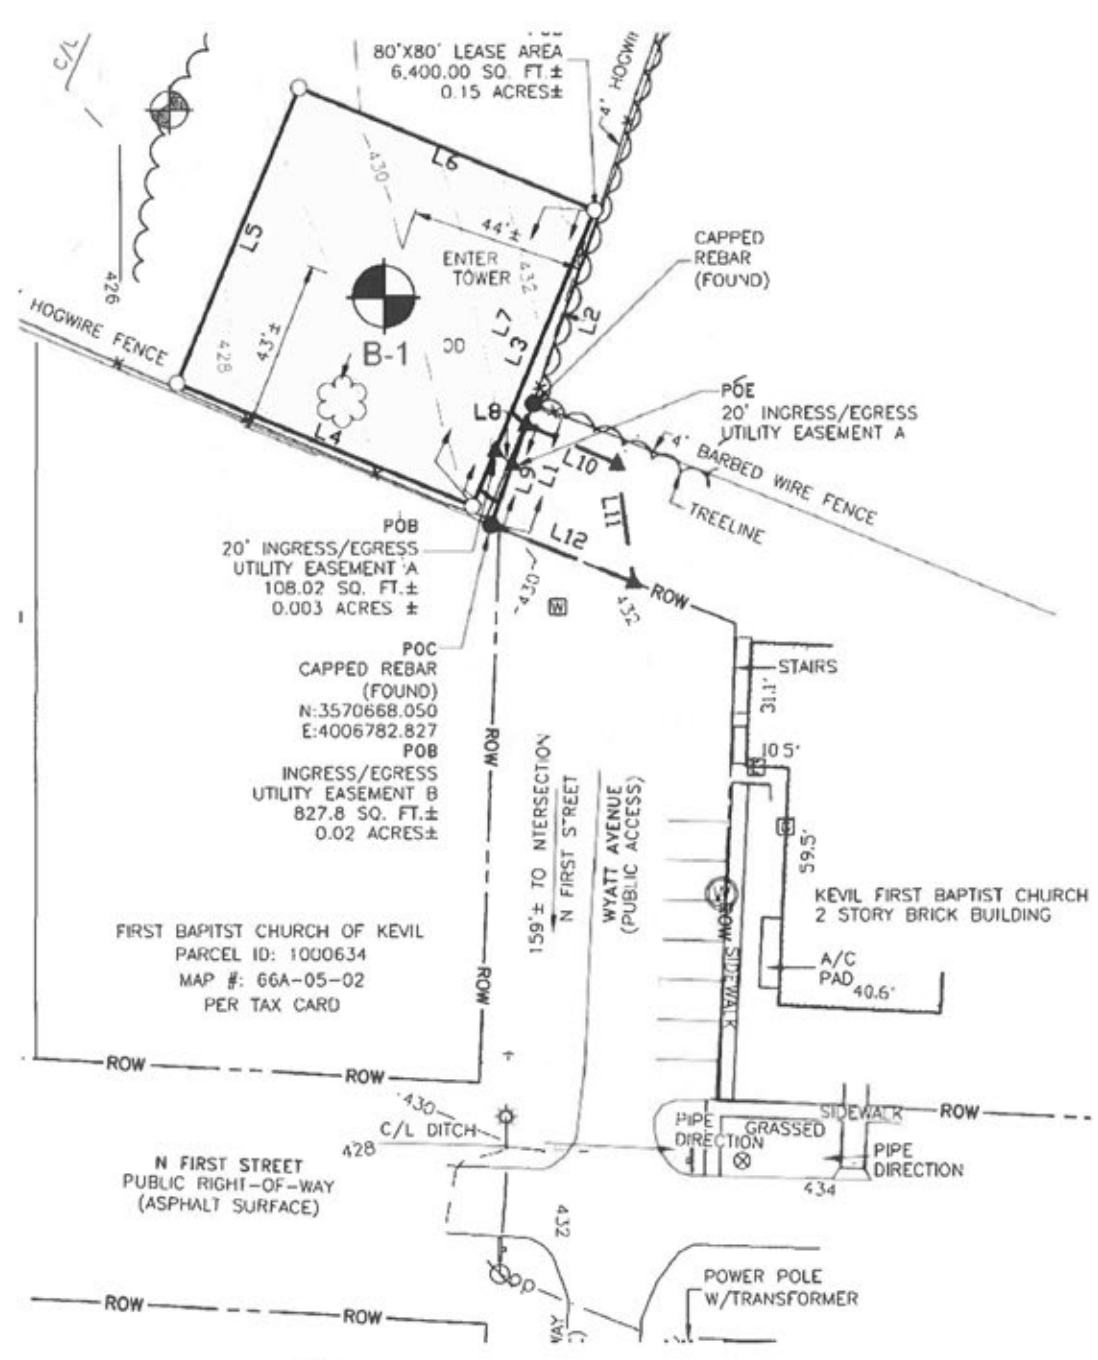 C/L
80'X80' LEASE AREA
6,400.00 SQ. FT.±
0.15 ACRES±
4' HOGWI
L6
430
44'±
ENTER
TOWER
432
CAPPED
REBAR
(FOUND)
L5
426
HOGWIRE FENCE
428
43'±
B-1
00
L7
L3
L2
L4
L8
POE
20' INGRESS/EGRESS
UTILITY EASEMENT A
4' BARBED WIRE FENCE
L10
L9
L1
L11
L12
TREELINE
POB
20' INGRESS/EGRESS
UTILITY EASEMENT A
108.02 SQ. FT.±
0.003 ACRES ±
430
W
432
ROW
POC
CAPPED REBAR
(FOUND)
N:3570668.050
E:4006782.827
POB
INGRESS/EGRESS
UTILITY EASEMENT B
827.8 SQ. FT.±
0.02 ACRES±
STAIRS
31.1'
10.5'
ROW
159'± TO NTERSECTION
N FIRST STREET
WYATT AVENUE
(PUBLIC ACCESS)
59.5'
W
KEVIL FIRST BAPTIST CHURCH
2 STORY BRICK BUILDING
FIRST BAPITST CHURCH OF KEVIL
PARCEL ID: 1000634
MAP #: 66A-05-02
PER TAX CARD
ROW
ROW
SIDEWALK
A/C
PAD
40.6'
ROW
ROW
430
C/L DITCH
428
PIPE
DIRECTION
GRASSED
SIDEWALK
ROW
PIPE
DIRECTION
434
N FIRST STREET
PUBLIC RIGHT-OF-WAY
(ASPHALT SURFACE)
432
PP
POWER POLE
W/TRANSFORMER
ROW
ROW
WAY